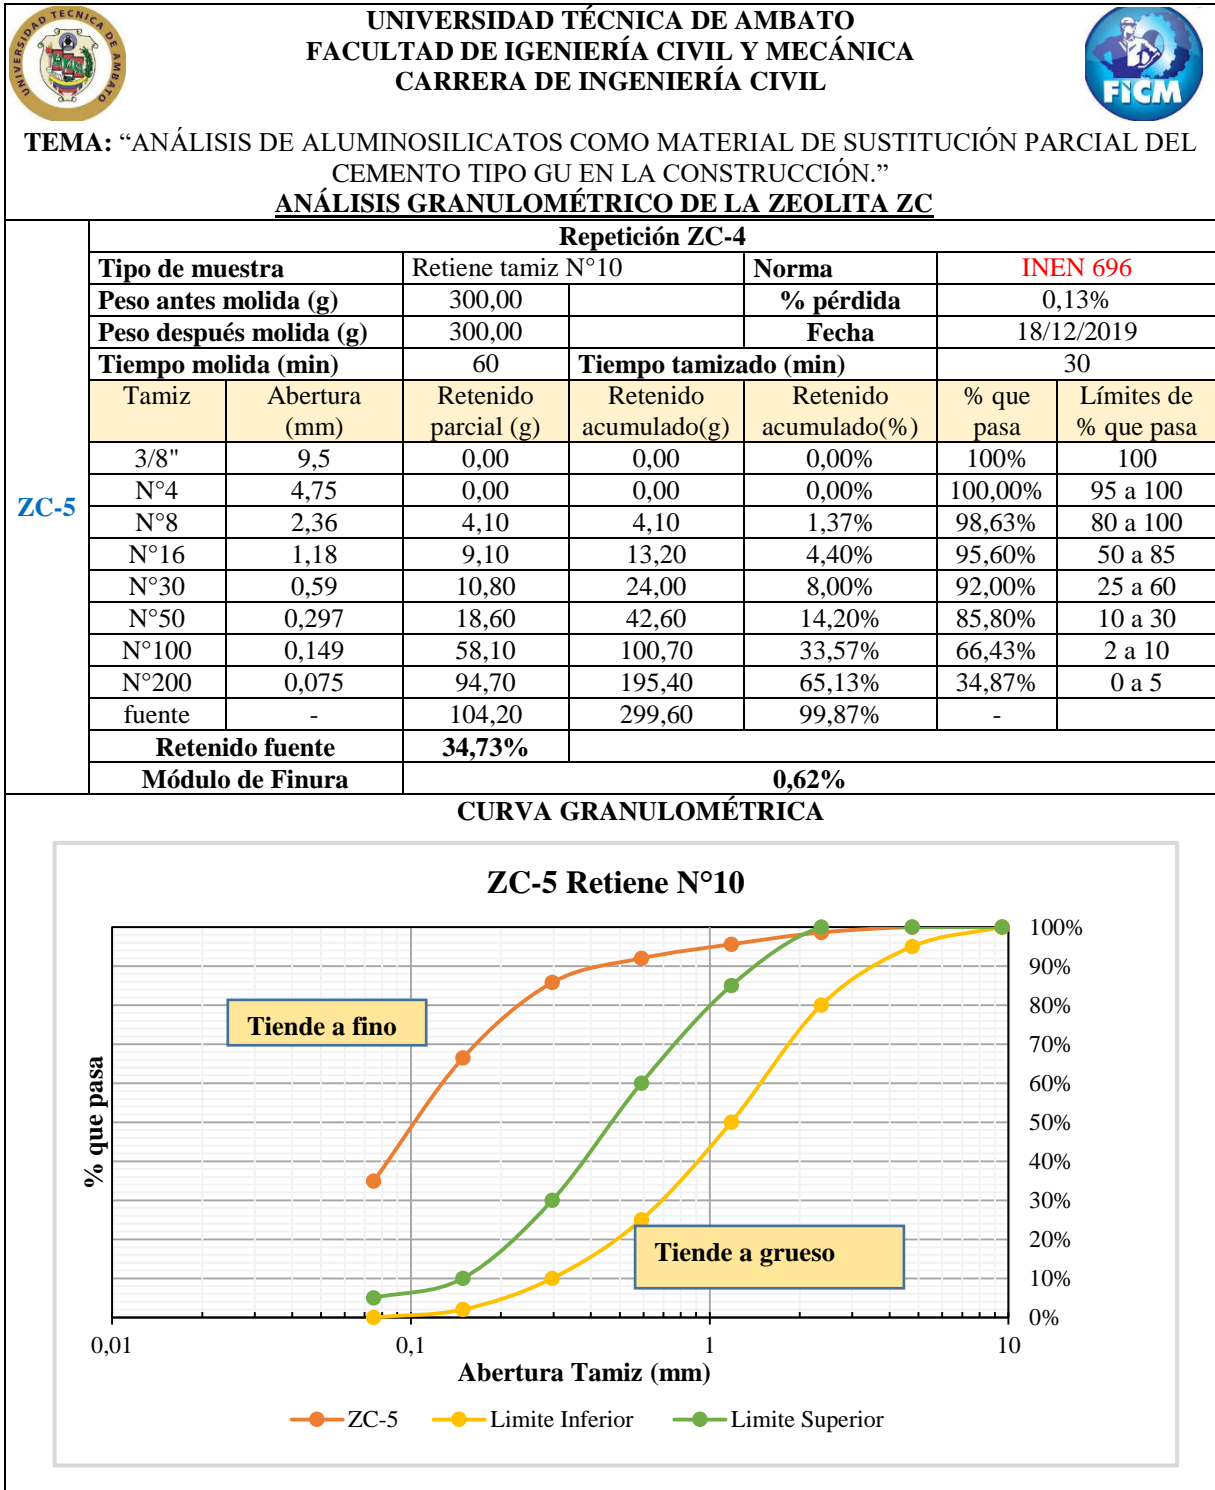 UNIVERSIDAD TÉCNICA DE AMBATO
FACULTAD DE IGENIERÍA CIVIL Y MECÁNICA
CARRERA DE INGENIERÍA CIVIL
UNIVERSIDAD TECNICA DE AMBATO
FICM
TEMA: “ANÁLISIS DE ALUMINOSILICATOS COMO MATERIAL DE SUSTITUCIÓN PARCIAL DEL
CEMENTO TIPO GU EN LA CONSTRUCCIÓN.”
ANÁLISIS GRANULOMÉTRICO DE LA ZEOLITA ZC
ZC-5
Repetición ZC-4
Tipo de muestra Retiene tamiz N°10 Norma INEN 696
Peso antes molida (g) 300,00 % pérdida 0,13%
Peso después molida (g) 300,00 Fecha 18/12/2019
Tiempo molida (min) 60 Tiempo tamizado (min) 30
Tamiz Abertura Retenido Retenido Retenido % que Límites de
(mm) parcial (g) acumulado(g) acumulado(%) pasa % que pasa
3/8" 9,5 0,00 0,00 0,00% 100% 100
N°4 4,75 0,00 0,00 0,00% 100,00% 95 a 100
N°8 2,36 4,10 4,10 1,37% 98,63% 80 a 100
N°16 1,18 9,10 13,20 4,40% 95,60% 50 a 85
N°30 0,59 10,80 24,00 8,00% 92,00% 25 a 60
N°50 0,297 18,60 42,60 14,20% 85,80% 10 a 30
N°100 0,149 58,10 100,70 33,57% 66,43% 2 a 10
N°200 0,075 94,70 195,40 65,13% 34,87% 0 a 5
fuente - 104,20 299,60 99,87% -
Retenido fuente 34,73%
Módulo de Finura 0,62%
CURVA GRANULOMÉTRICA
ZC-5 Retiene N°10
100%
90%
80%
70%
60%
50%
40%
30%
20%
10%
0%
Tiende a fino
Tiende a grueso
% que pasa
0,01 0,1 1 10
Abertura Tamiz (mm)
ZC-5 Limite Inferior Limite Superior